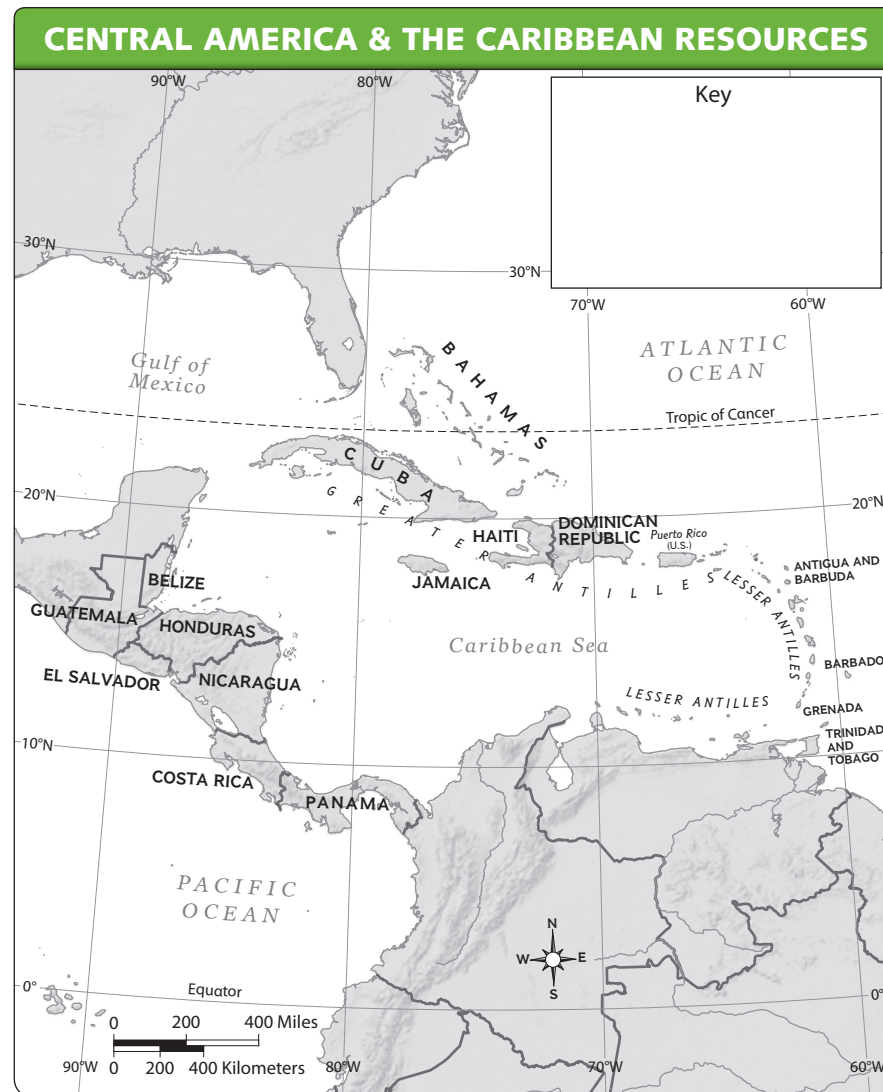 CENTRAL AMERICA & THE CARIBBEAN RESOURCES
90°W
80°W
Key
30°N
30°N
70°W
60°W
ATLANTIC
OCEAN
Gulf of
Mexico
BAHAMAS
Tropic of Cancer
CUBA
20°N
20°N
GREATER ANTILLES
HAITI
DOMINICAN
REPUBLIC
Puerto Rico
(U.S.)
JAMAICA
ANTIGUA AND
BARBUDA
LESSER ANTILLES
BELIZE
GUATEMALA
HONDURAS
Caribbean Sea
BARBADO
EL SALVADOR
NICARAGUA
LESSER ANTILLES
GRENADA
TRINIDAD
AND
TOBAGO
10°N
COSTA RICA
PANAMA
PACIFIC
OCEAN
N
W
E
S
0°
Equator
0°
0 200 400 Miles
0 200 400 Kilometers
90°W
80°W
70°W
60°W